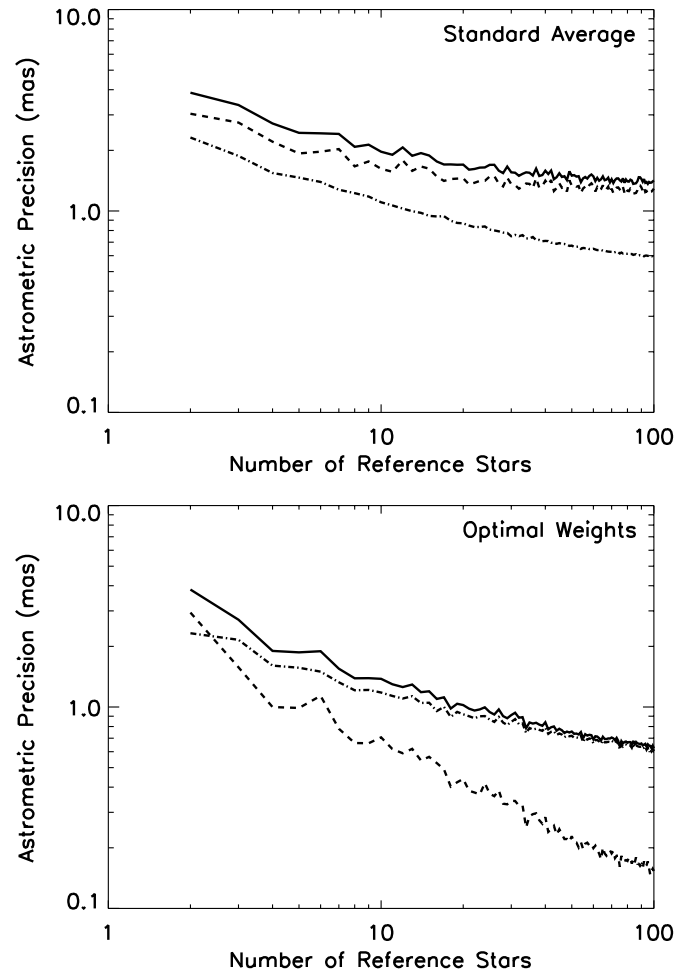 Standard Average
10.0
1.0
0.1
Astrometric Precision (mas)
1
10
100
Number of Reference Stars
Optimal Weights
10.0
1.0
0.1
Astrometric Precision (mas)
1
10
100
Number of Reference Stars